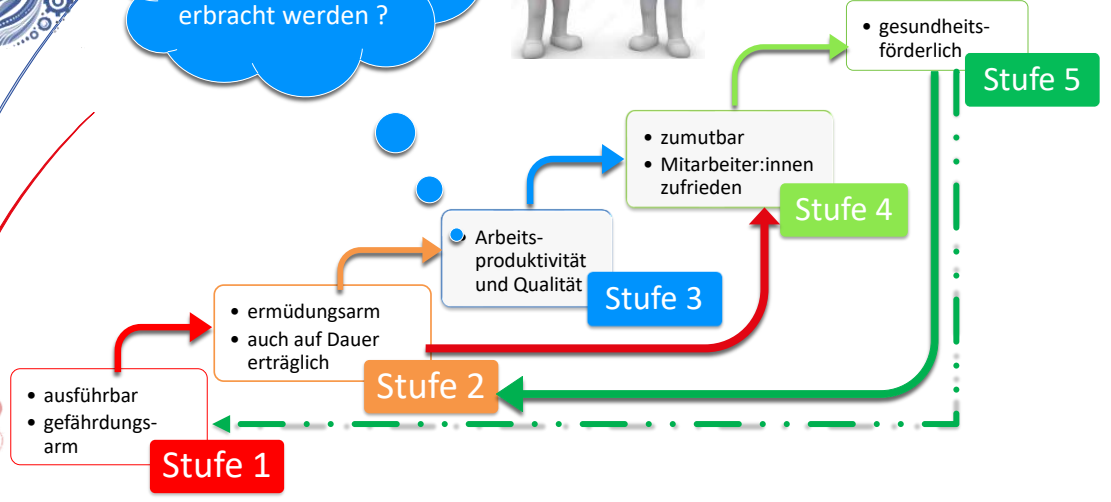 erbracht werden ?
• gesundheits-
förderlich
Stufe 5
• zumutbar
• Mitarbeiter:innen
zufrieden
Stufe 4
Arbeits-
produktivität
und Qualität
Stufe 3
• ermüdungsarm
• auch auf Dauer
erträglich
Stufe 2
• ausführbar
• gefährdungs-
arm
Stufe 1